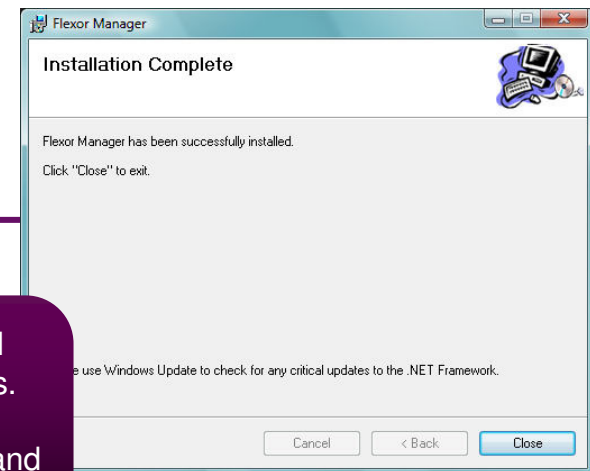 Flexor Manager
Installation Complete
Flexor Manager has been successfully installed.
Click "Close" to exit.
s.
use Windows Update to check for any critical updates to the .NET Framework.
and
Cancel
< Back
Close